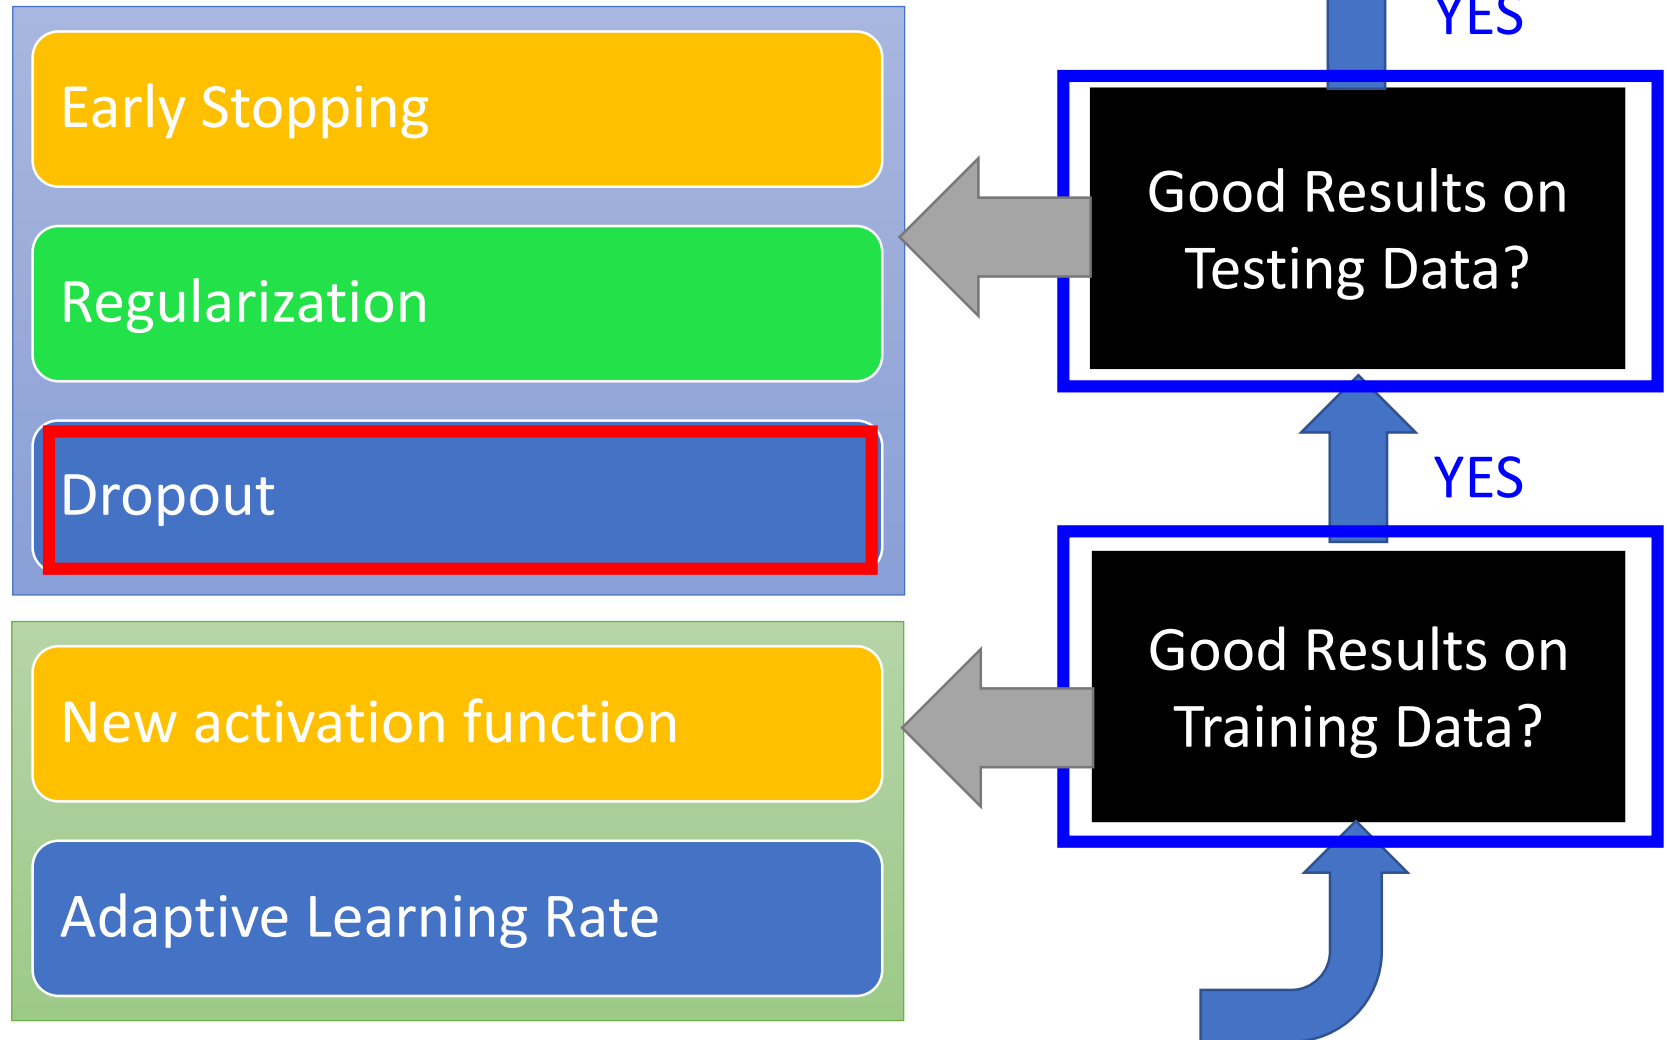 Early Stopping
Regularization
Dropout
New activation function
Adaptive Learning Rate
YES
Good Results on
Testing Data?
YES
Good Results on
Training Data?